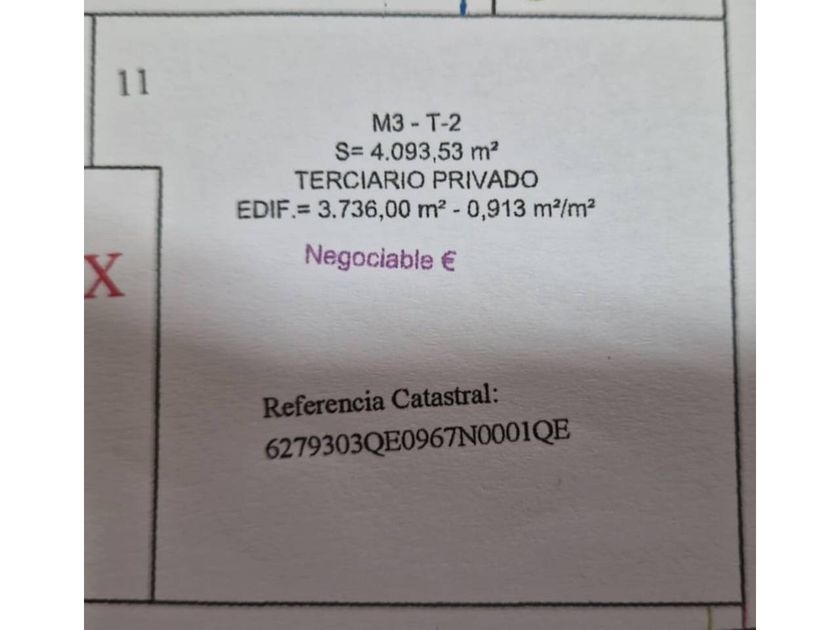 11
M3 - T-2
S= 4.093,53 m²
TERCIARIO PRIVADO
EDIF.= 3.736,00 m² - 0,913 m²/m²
Negociable €
X
Referencia Catastral:
6279303QE0967N0001QE